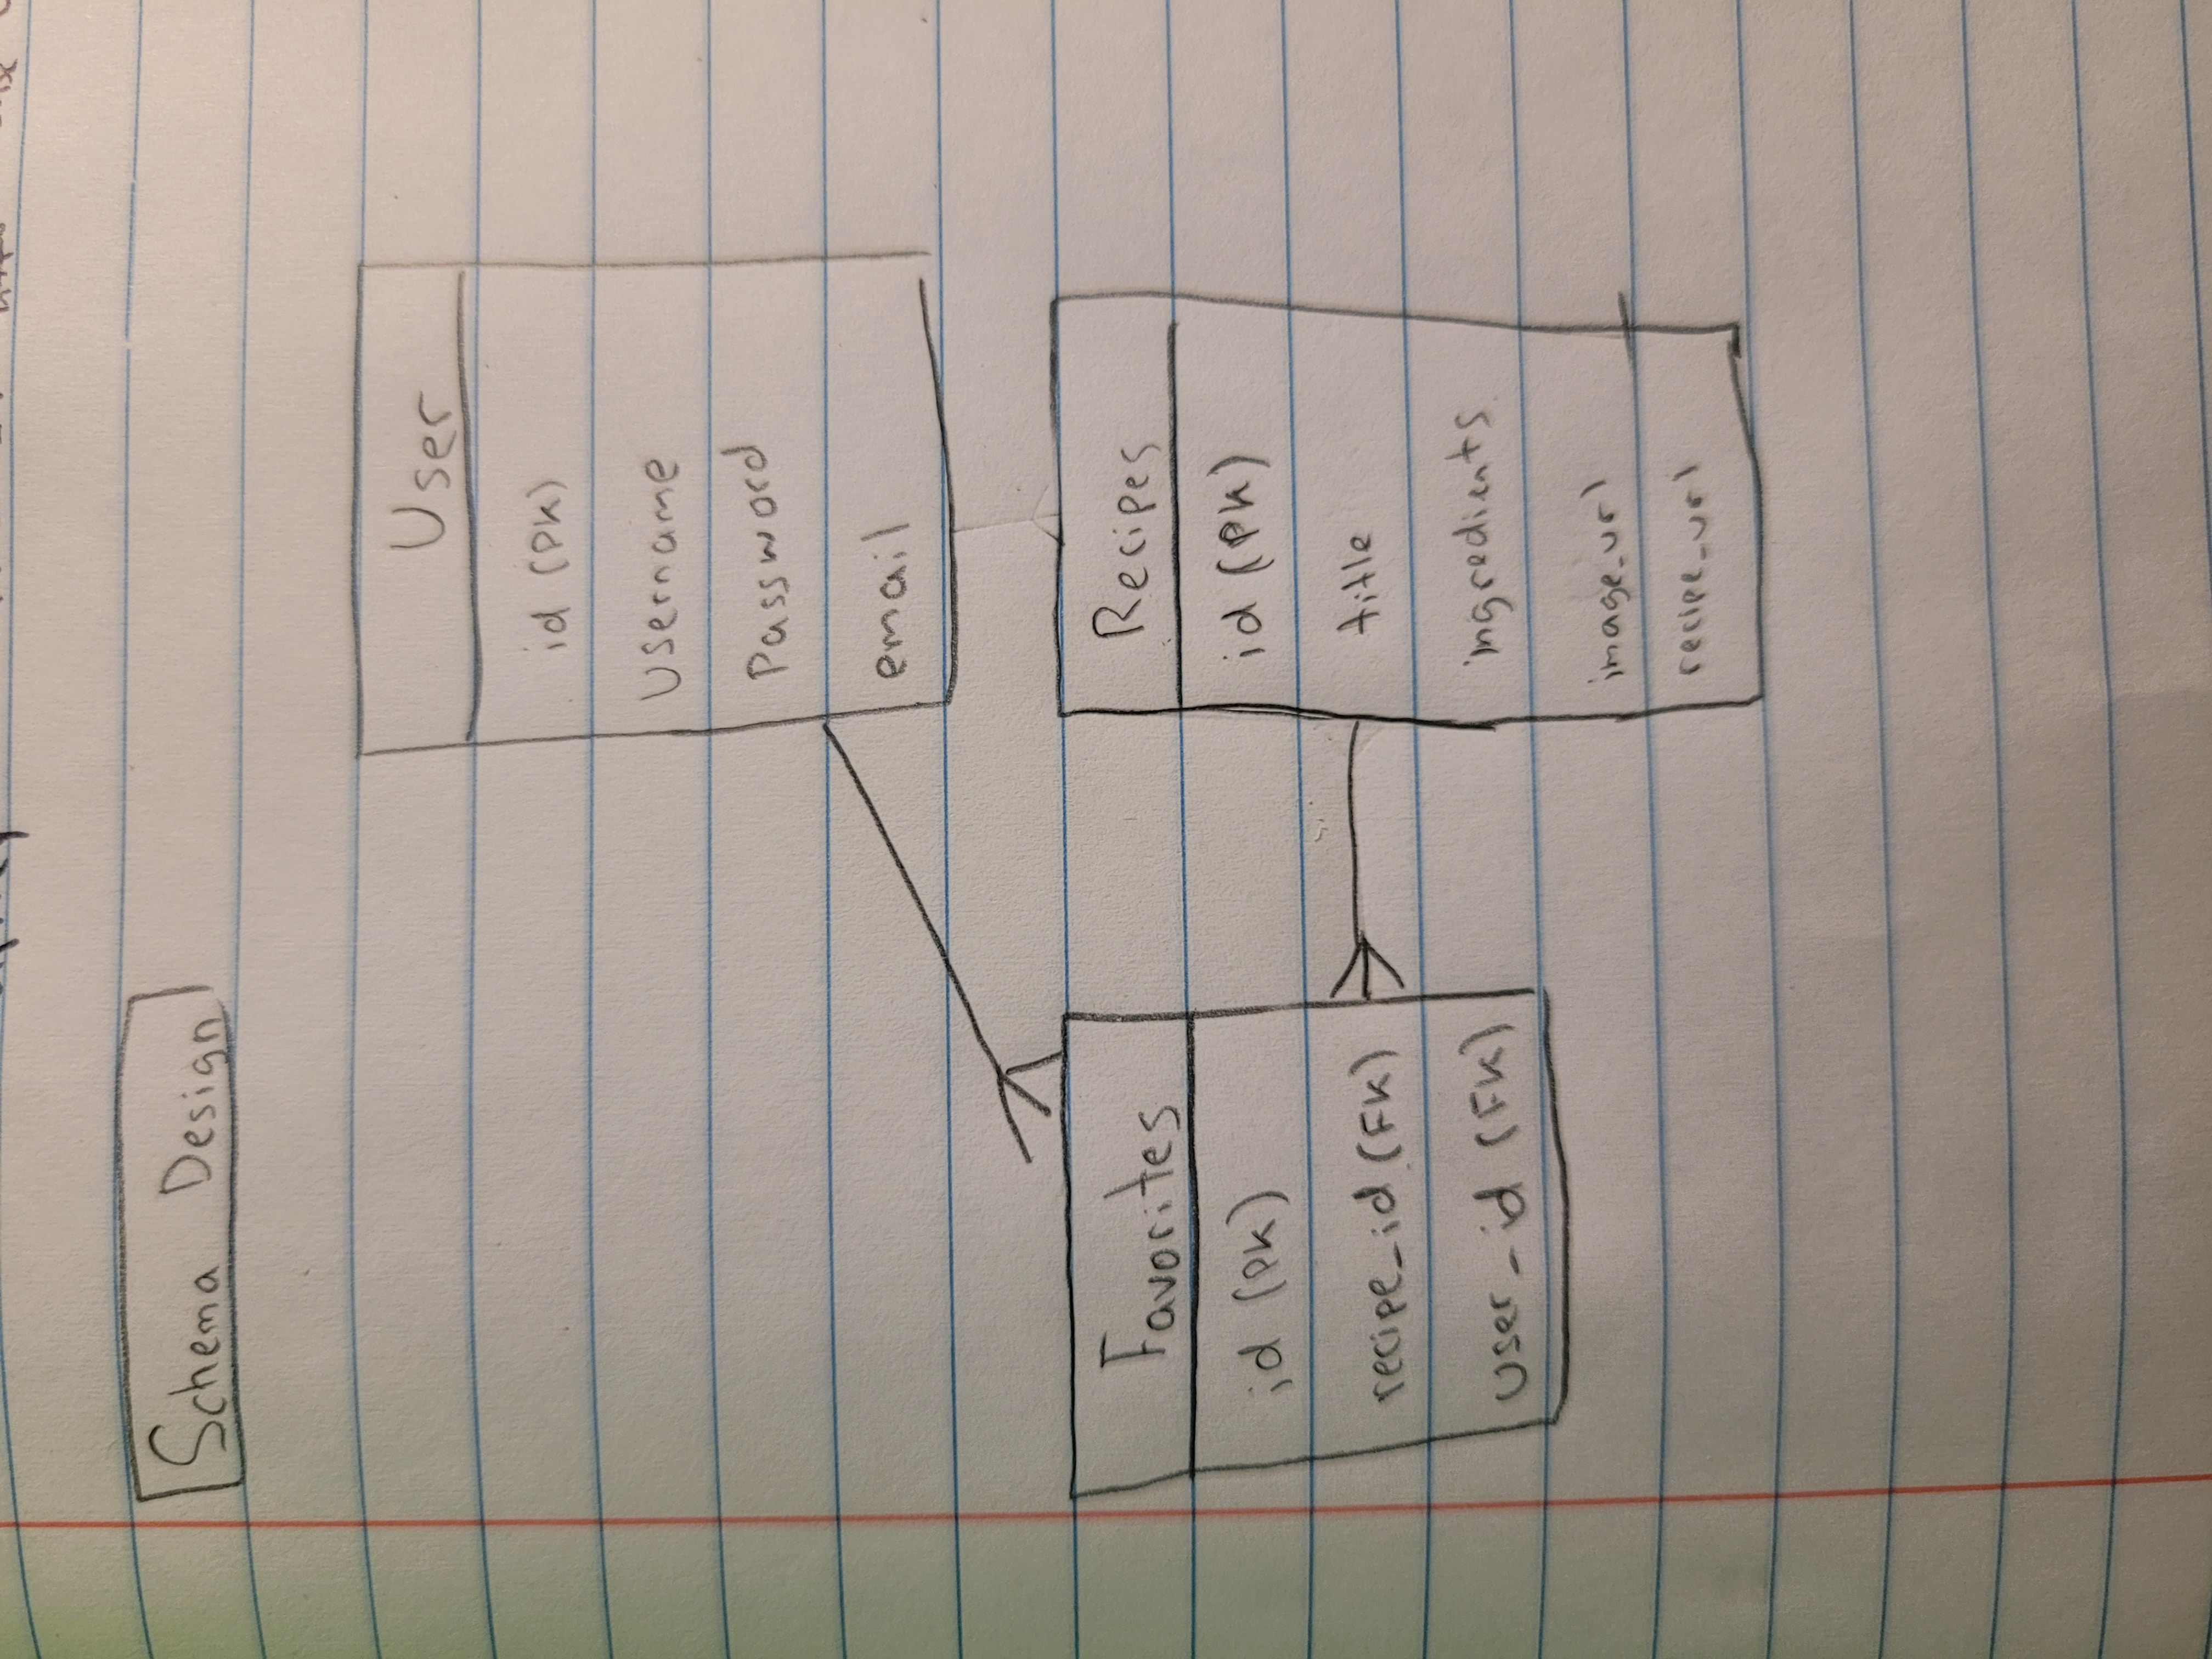 Schema Design
User
id (PK)
Username
Password
email
Favorites
id (PK)
recipe_id (FK)
user_id (FK)
Recipes
id (PK)
title
ingredients
image_url
recipe_url